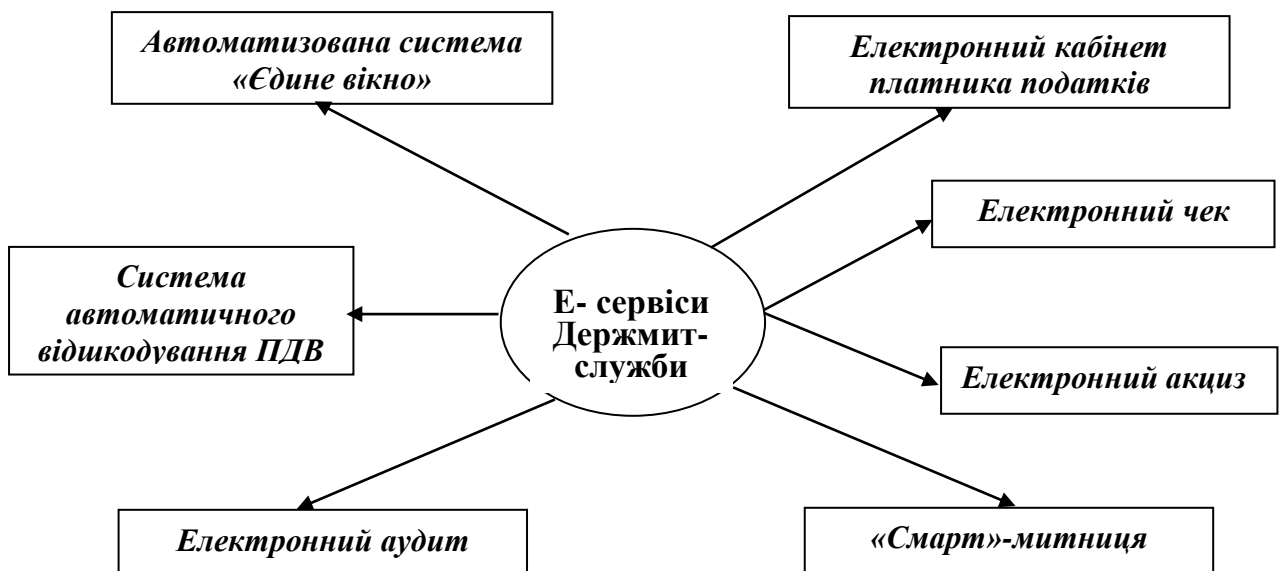 Автоматизована система
«Єдине вікно»
Електронний кабінет
платника податків
Електронний чек
Система
автоматичного
відшкодування ПДВ
Е- сервіси
Держмит-
служби
Електронний акциз
Електронний аудит
«Смарт»-митниця